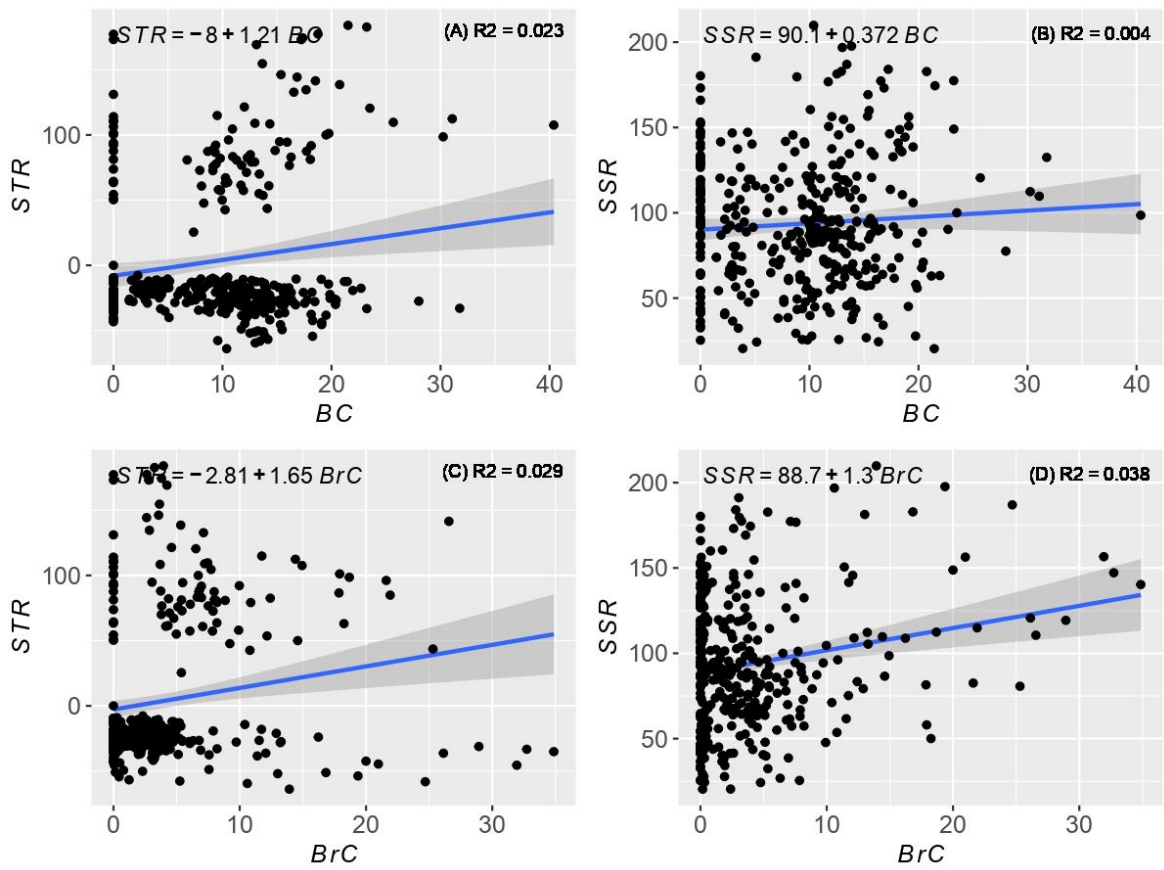 STR = −8 + 1.21 BC
(A) R2 = 0.023
STR
100
0
0
10
20
30
40
BC
SSR = 90.1 + 0.372 BC
(B) R2 = 0.004
SSR
200
150
100
50
0
10
20
30
40
BC
STR = −2.81 + 1.65 BrC
(C) R2 = 0.029
STR
100
0
0
10
20
30
BrC
SSR = 88.7 + 1.3 BrC
(D) R2 = 0.038
SSR
200
150
100
50
0
10
20
30
BrC